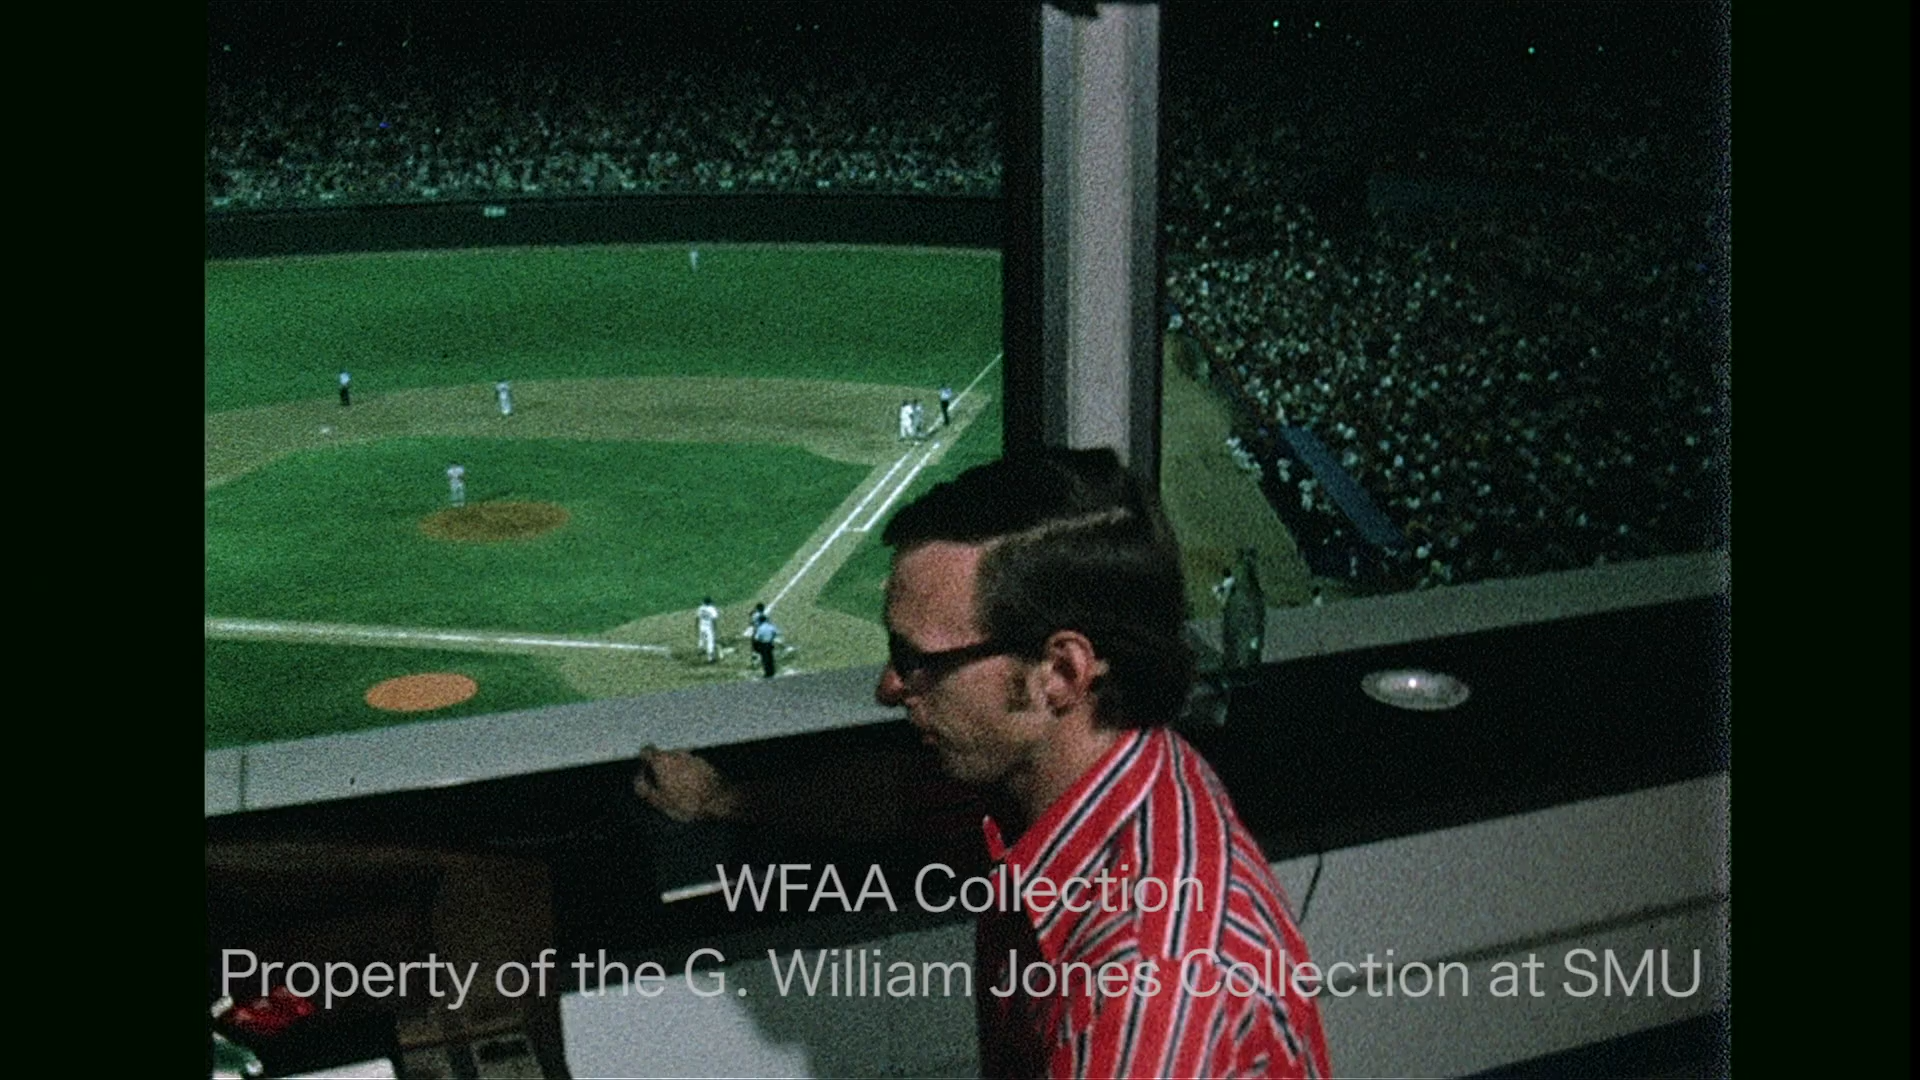 WFAA Collection
Property of the G. William Jones Collection at SMU